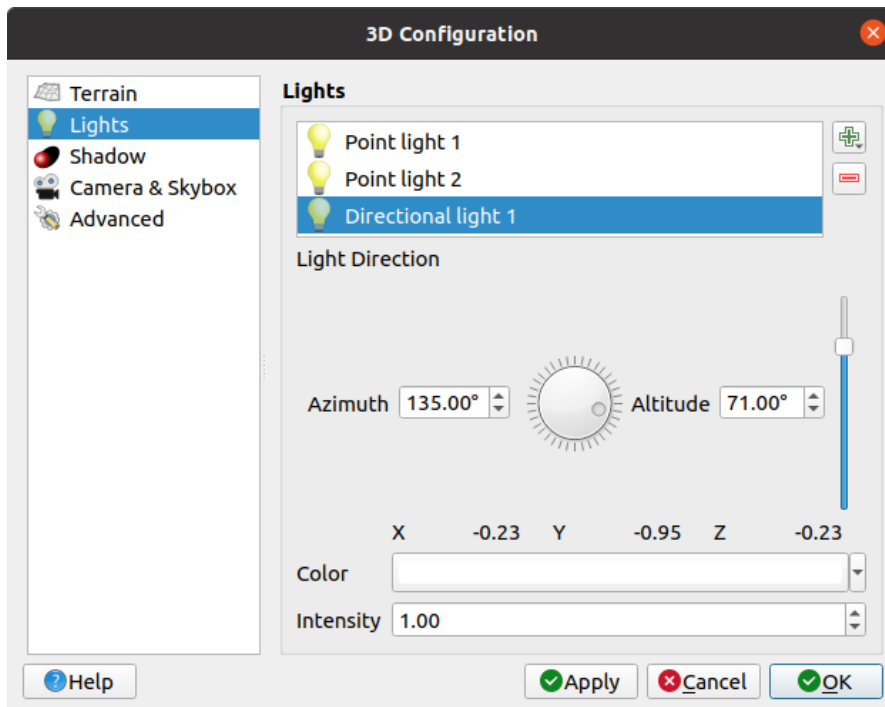 3D Configuration
Terrain
Lights
Shadow
Camera & Skybox
Advanced
Lights
Point light 1
Point light 2
Directional light 1
Light Direction
Azimuth 135.00° Altitude 71.00°
X -0.23 Y -0.95 Z -0.23
Color
Intensity 1.00
Help Apply Cancel OK